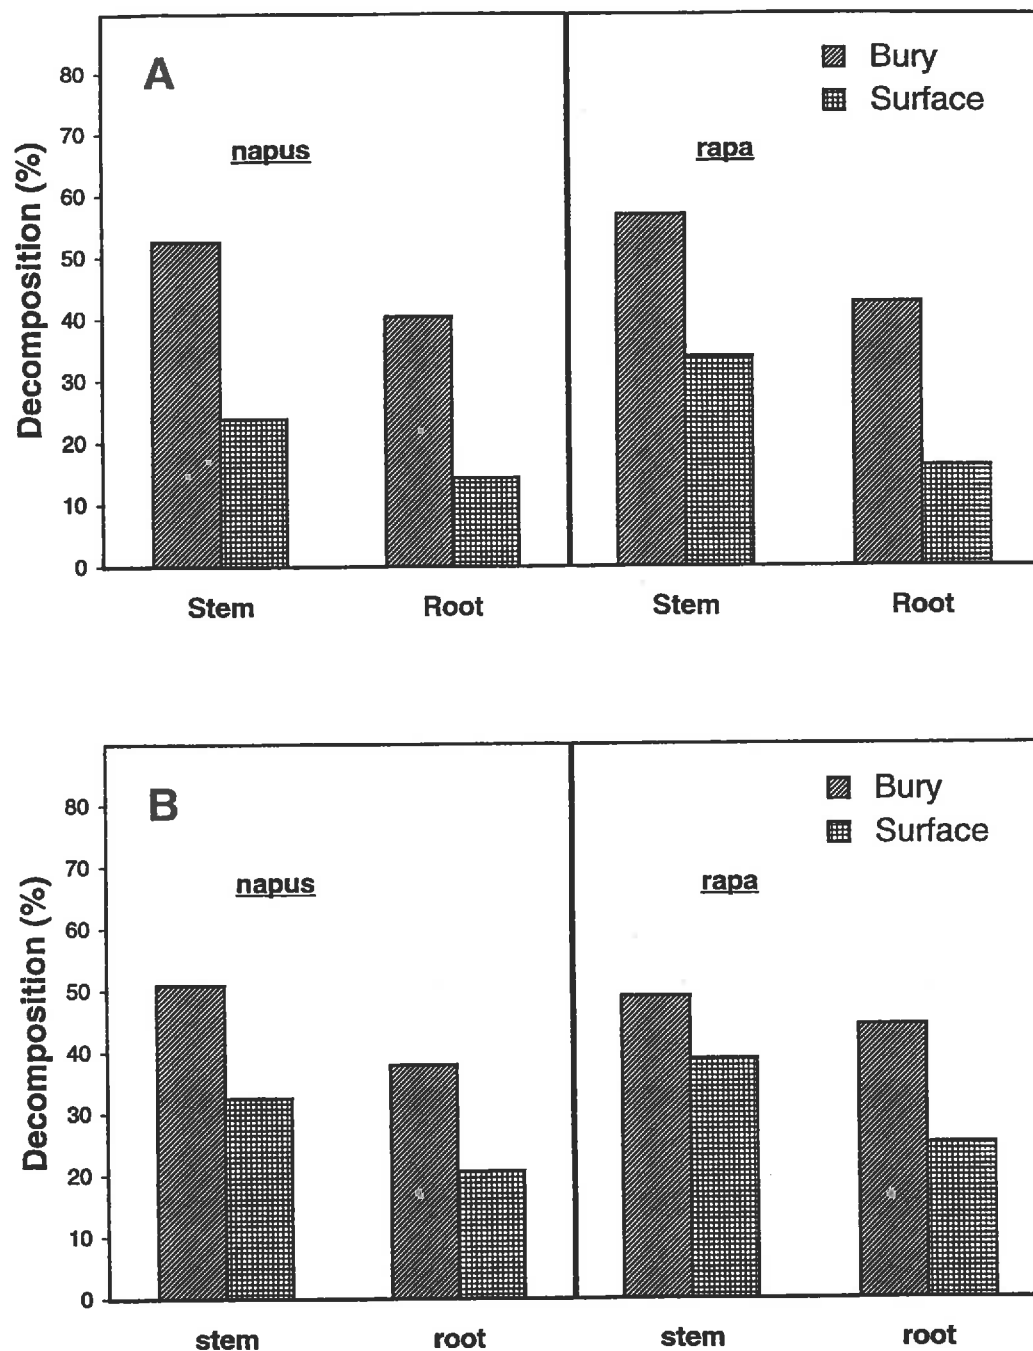 A
Bury
Surface
napus
rapa
Decomposition (%)
80
70
60
50
40
30
20
10
0
Stem
Root
Stem
Root
B
Bury
Surface
napus
rapa
Decomposition (%)
80
70
60
50
40
30
20
10
0
stem
root
stem
root